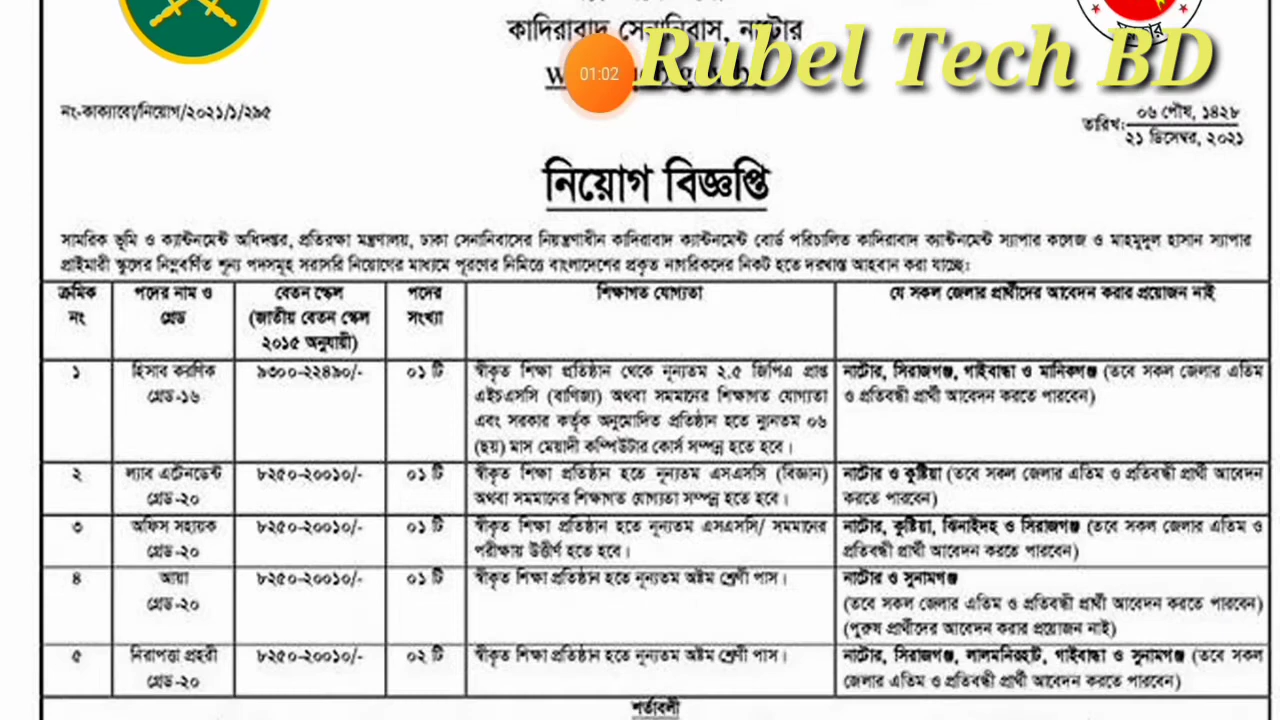 কাদিরাবাদ সেনানিবাস, নাটোর
Rubel Tech BD
01:02
নং-কাক্যাবো/নিয়োগ/২০২১/১/২৯৫
তারিখ: ০৬ পৌষ, ১৪২৮
২১ ডিসেম্বর, ২০২১
নিয়োগ বিজ্ঞপ্তি
সামরিক ভূমি ও ক্যান্টনমেন্ট অধিদপ্তর, প্রতিরক্ষা মন্ত্রণালয়, ঢাকা সেনানিবাসের নিয়ন্ত্রণাধীন কাদিরাবাদ ক্যান্টনমেন্ট বোর্ড পরিচালিত কাদিরাবাদ ক্যান্টনমেন্ট স্যাপার কলেজ ও মাহমুদুল হাসান স্যাপার
প্রাইমারী স্কুলের নিম্নবর্ণিত শূন্য পদসমূহ সরাসরি নিয়োগের মাধ্যমে পূরণের নিমিত্তে বাংলাদেশের প্রকৃত নাগরিকদের নিকট হতে দরখাস্ত আহবান করা যাচ্ছে:
ক্রমিক নং
পদের নাম ও গ্রেড
বেতন স্কেল
(জাতীয় বেতন স্কেল
২০১৫ অনুযায়ী)
পদের সংখ্যা
শিক্ষাগত যোগ্যতা
যে সকল জেলার প্রার্থীদের আবেদন করার প্রয়োজন নাই
১
হিসাব করণিক
গ্রেড-১৬
৯৩০০-২২৪৯০/-
০১ টি
স্বীকৃত শিক্ষা প্রতিষ্ঠান থেকে নূন্যতম ২.৫ জিপিএ প্রাপ্ত
এইচএসসি (বাণিজ্য) অথবা সমমানের শিক্ষাগত যোগ্যতা
এবং সরকার কর্তৃক অনুমোদিত প্রতিষ্ঠান হতে ন্যুনতম ০৬
(ছয়) মাস মেয়াদী কম্পিউটার কোর্স সম্পন্ন হতে হবে।
নাটোর, সিরাজগঞ্জ, গাইবান্ধা ও মানিকগঞ্জ (তবে সকল জেলার এতিম
ও প্রতিবন্ধী প্রার্থী আবেদন করতে পারবেন)
২
ল্যাব এটেনডেন্ট
গ্রেড-২০
৮২৫০-২০০১০/-
০১ টি
স্বীকৃত শিক্ষা প্রতিষ্ঠান হতে নূন্যতম এসএসসি (বিজ্ঞান)
অথবা সমমানের শিক্ষাগত যোগ্যতা সম্পন্ন হতে হবে।
নাটোর ও কুষ্টিয়া (তবে সকল জেলার এতিম ও প্রতিবন্ধী প্রার্থী আবেদন
করতে পারবেন)
৩
অফিস সহায়ক
গ্রেড-২০
৮২৫০-২০০১০/-
০১ টি
স্বীকৃত শিক্ষা প্রতিষ্ঠান হতে নূন্যতম এসএসসি/ সমমানের
পরীক্ষায় উত্তীর্ণ হতে হবে।
নাটোর, কুষ্টিয়া, ঝিনাইদহ ও সিরাজগঞ্জ (তবে সকল জেলার এতিম ও
প্রতিবন্ধী প্রার্থী আবেদন করতে পারবেন)
৪
আয়া
গ্রেড-২০
৮২৫০-২০০১০/-
০১ টি
স্বীকৃত শিক্ষা প্রতিষ্ঠান হতে নূন্যতম অষ্টম শ্রেণী পাস।
নাটোর ও সুনামগঞ্জ
(তবে সকল জেলার এতিম ও প্রতিবন্ধী প্রার্থী আবেদন করতে পারবেন)
(পুরুষ প্রার্থীদের আবেদন করার প্রয়োজন নাই)
৫
নিরাপত্তা প্রহরী
গ্রেড-২০
৮২৫০-২০০১০/-
০২ টি
স্বীকৃত শিক্ষা প্রতিষ্ঠান হতে নূন্যতম অষ্টম শ্রেণী পাস।
নাটোর, সিরাজগঞ্জ, লালমনিরহাট, গাইবান্ধা ও সুনামগঞ্জ (তবে সকল
জেলার এতিম ও প্রতিবন্ধী প্রার্থী আবেদন করতে পারবেন)
শর্তাবলী